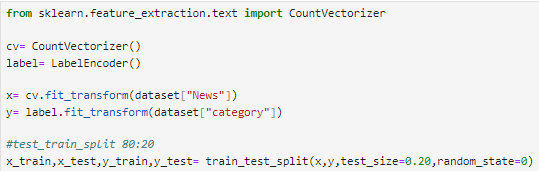 from sklearn.feature_extraction.text import CountVectorizer
cv= CountVectorizer()
label= LabelEncoder()
x= cv.fit_transform(dataset["News"])
y= label.fit_transform(dataset["category"])
#test_train_split 80:20
x_train,x_test,y_train,y_test= train_test_split(x,y,test_size=0.20,random_state=0)